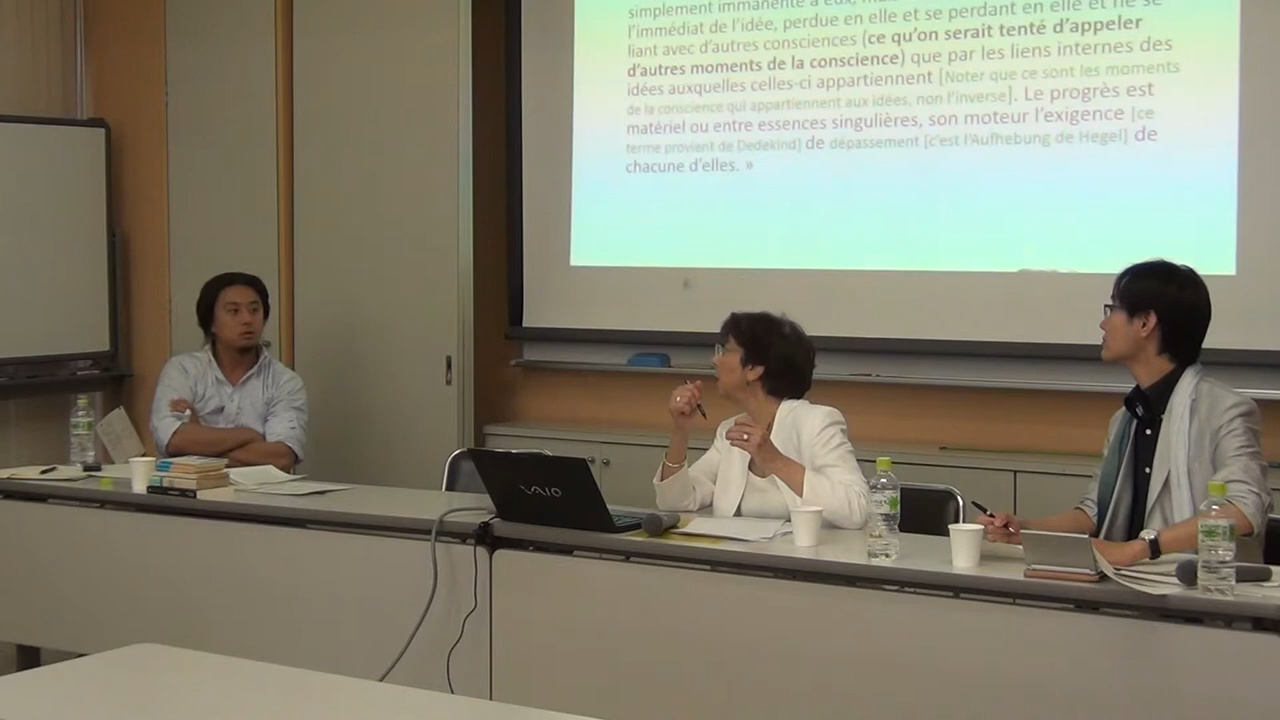 simplement immanente à eux, mais
l'immédiat de l'idée, perdue en elle et se perdant en elle et ne se
liant avec d'autres consciences (ce qu'on serait tenté d'appeler
d'autres moments de la conscience) que par les liens internes des
idées auxquelles celles-ci appartiennent [Noter que ce sont les moments
de la conscience qui appartiennent aux idées, non l'inverse]. Le progrès est
matériel ou entre essences singulières, son moteur l'exigence [ce
terme provient de Dedekind] de dépassement [c'est l'Aufhebung de Hegel] de
chacune d'elles. »
VAIO